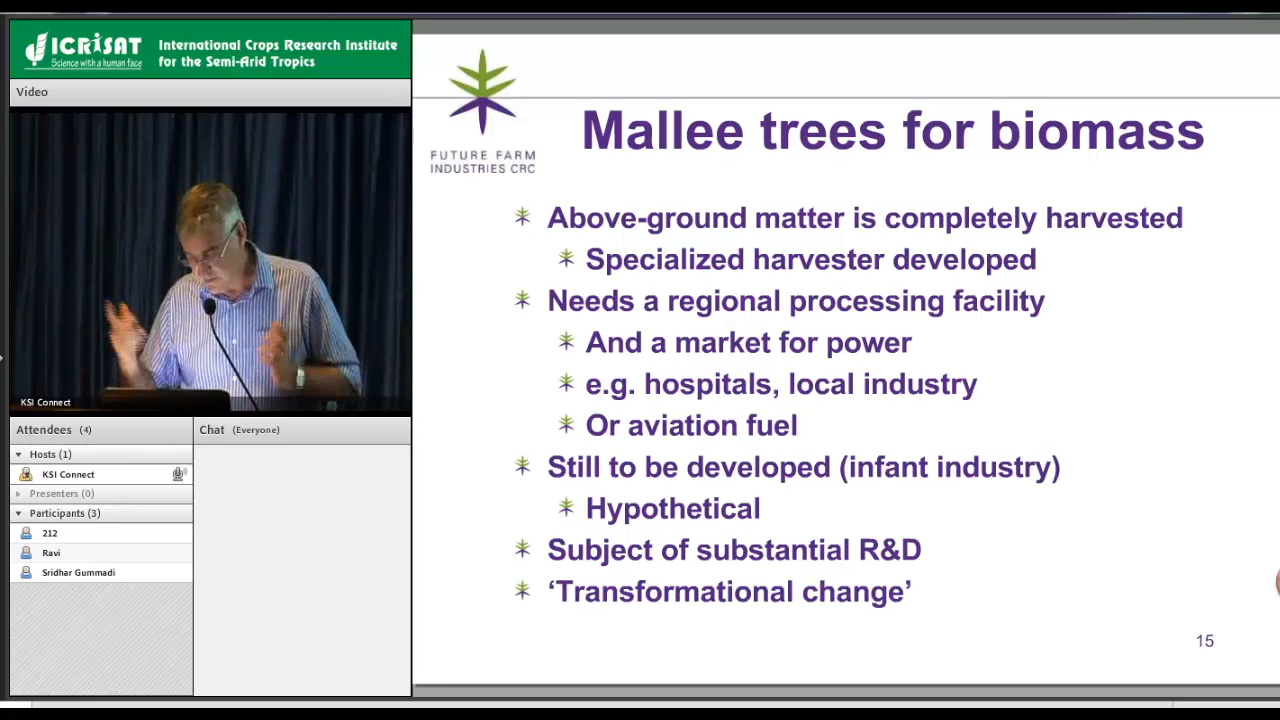 ICRISAT
Science with a human face
International Crops Research Institute
for the Semi-Arid Tropics
Video
KSI Connect
Attendees (4)
Hosts (1)
KSI Connect
Presenters (0)
Participants (3)
212
Ravi
Sridhar Gummadi
Chat (Everyone)
FUTURE FARM
INDUSTRIES CRC
Mallee trees for biomass
Above-ground matter is completely harvested
Specialized harvester developed
Needs a regional processing facility
And a market for power
e.g. hospitals, local industry
Or aviation fuel
Still to be developed (infant industry)
Hypothetical
Subject of substantial R&D
‘Transformational change’
15